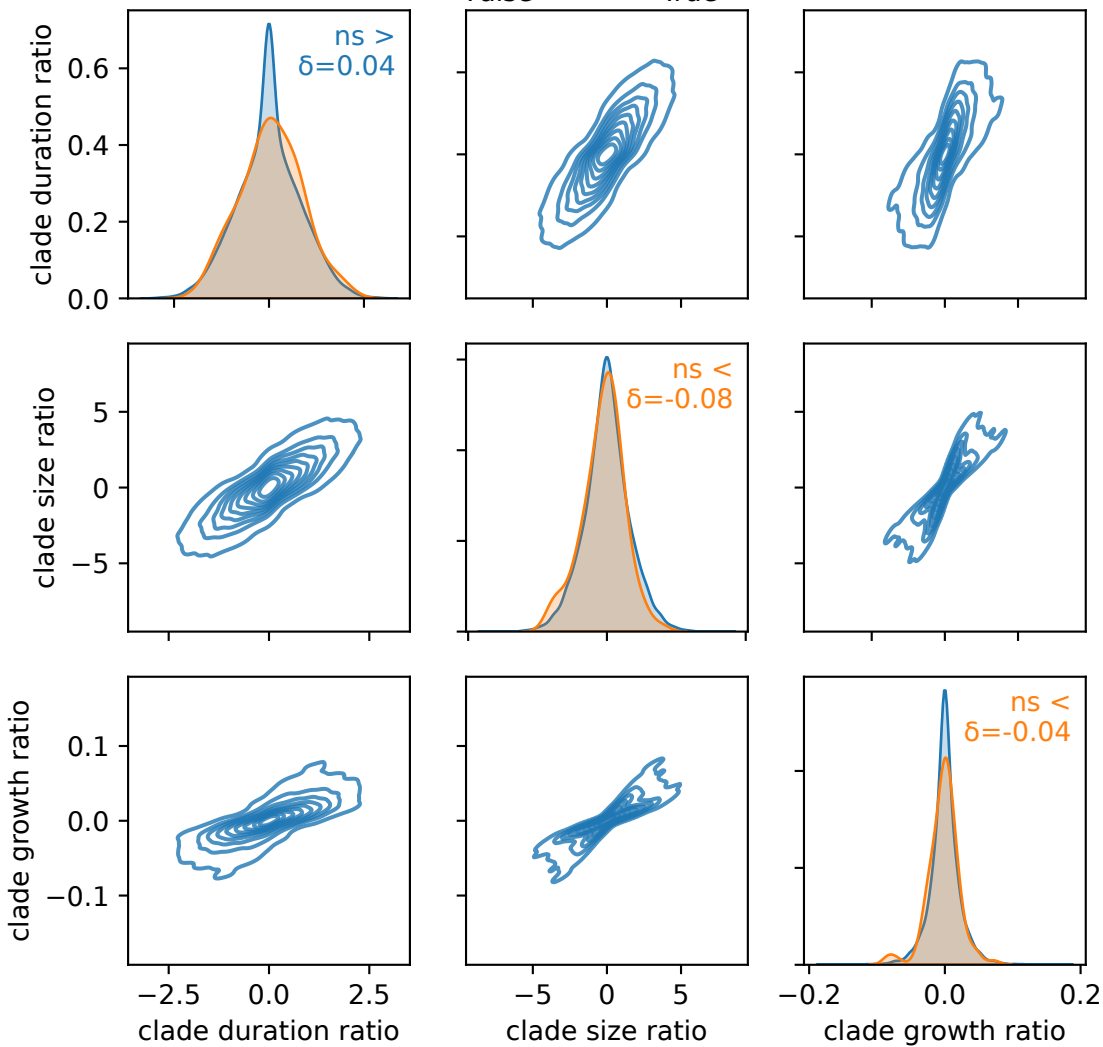 ns >
δ=0.04
clade duration ratio
0.6
0.4
0.2
0.0
ns <
δ=-0.08
clade size ratio
5
0
−5
ns <
δ=-0.04
clade growth ratio
0.1
0.0
−0.1
−2.5 0.0 2.5
−5 0 5
−0.2 0.0 0.2
clade duration ratio
clade size ratio
clade growth ratio